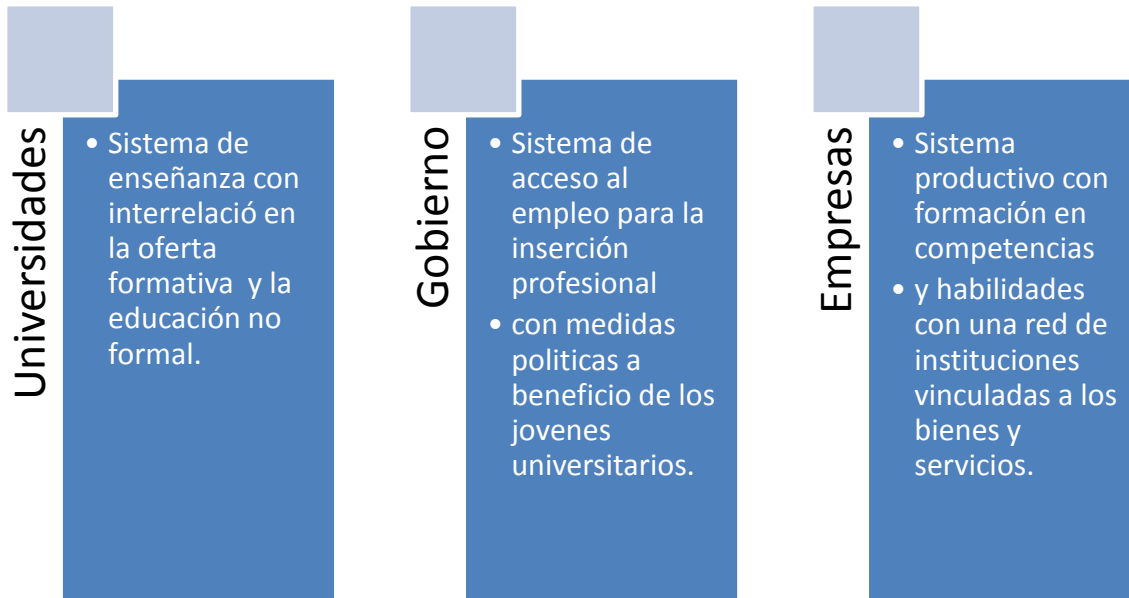 Universidades
• Sistema de
enseñanza con
interrelació en
la oferta
formativa  y la
educación no
formal.
Gobierno
• Sistema de
acceso al
empleo para la
inserción
profesional
• con medidas
politicas a
beneficio de los
jovenes
universitarios.
Empresas
• Sistema
productivo con
formación en
competencias
• y habilidades
con una red de
instituciones
vinculadas a los
bienes y
servicios.